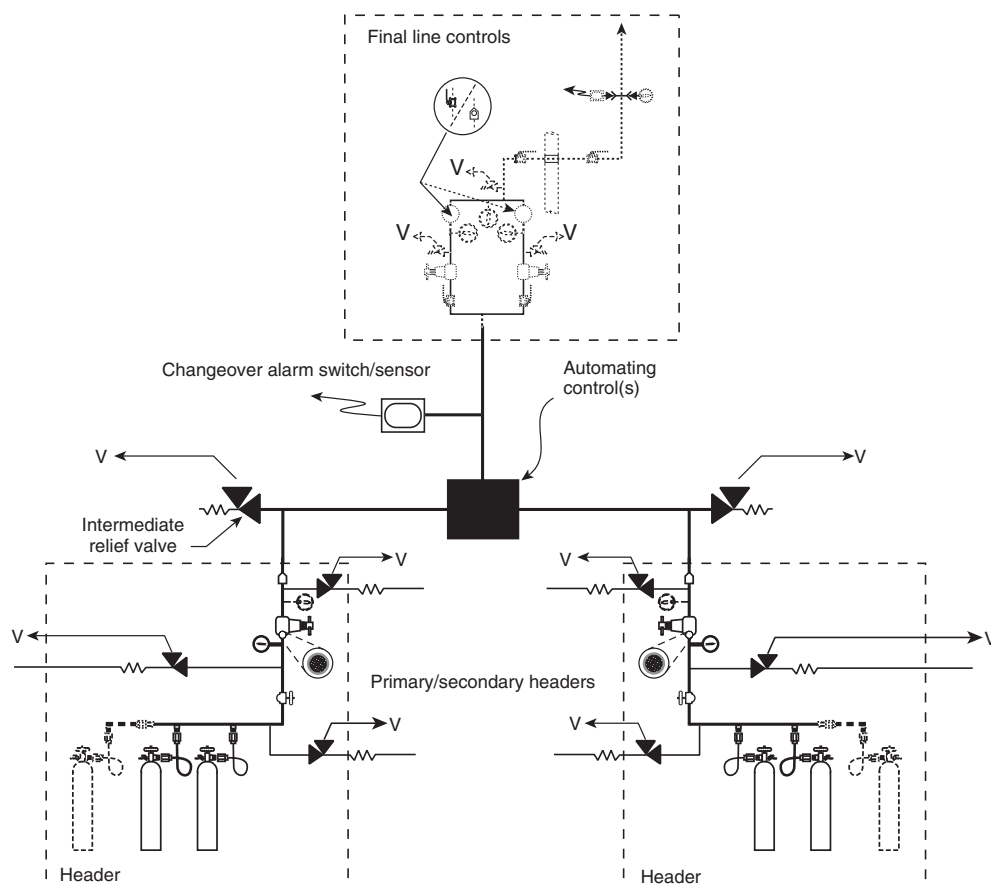 Final line controls
V
V
V
Changeover alarm switch/sensor
Automating
control(s)
V
V
Intermediate
relief valve
V
V
V
V
Primary/secondary headers
V
V
Header
Header